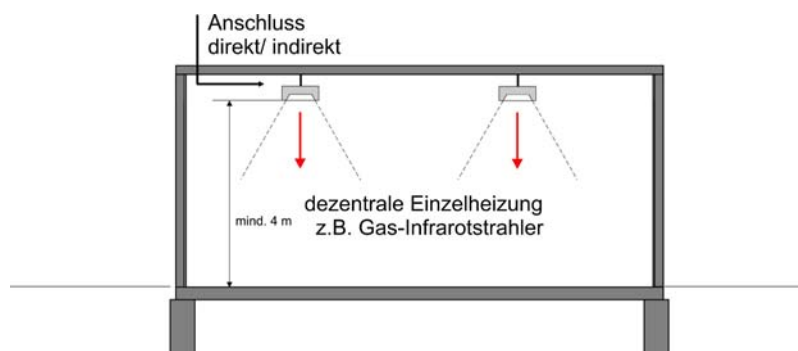 Anschluss
direkt/ indirekt
mind. 4 m
dezentrale Einzelheizung
z.B. Gas-Infrarotstrahler